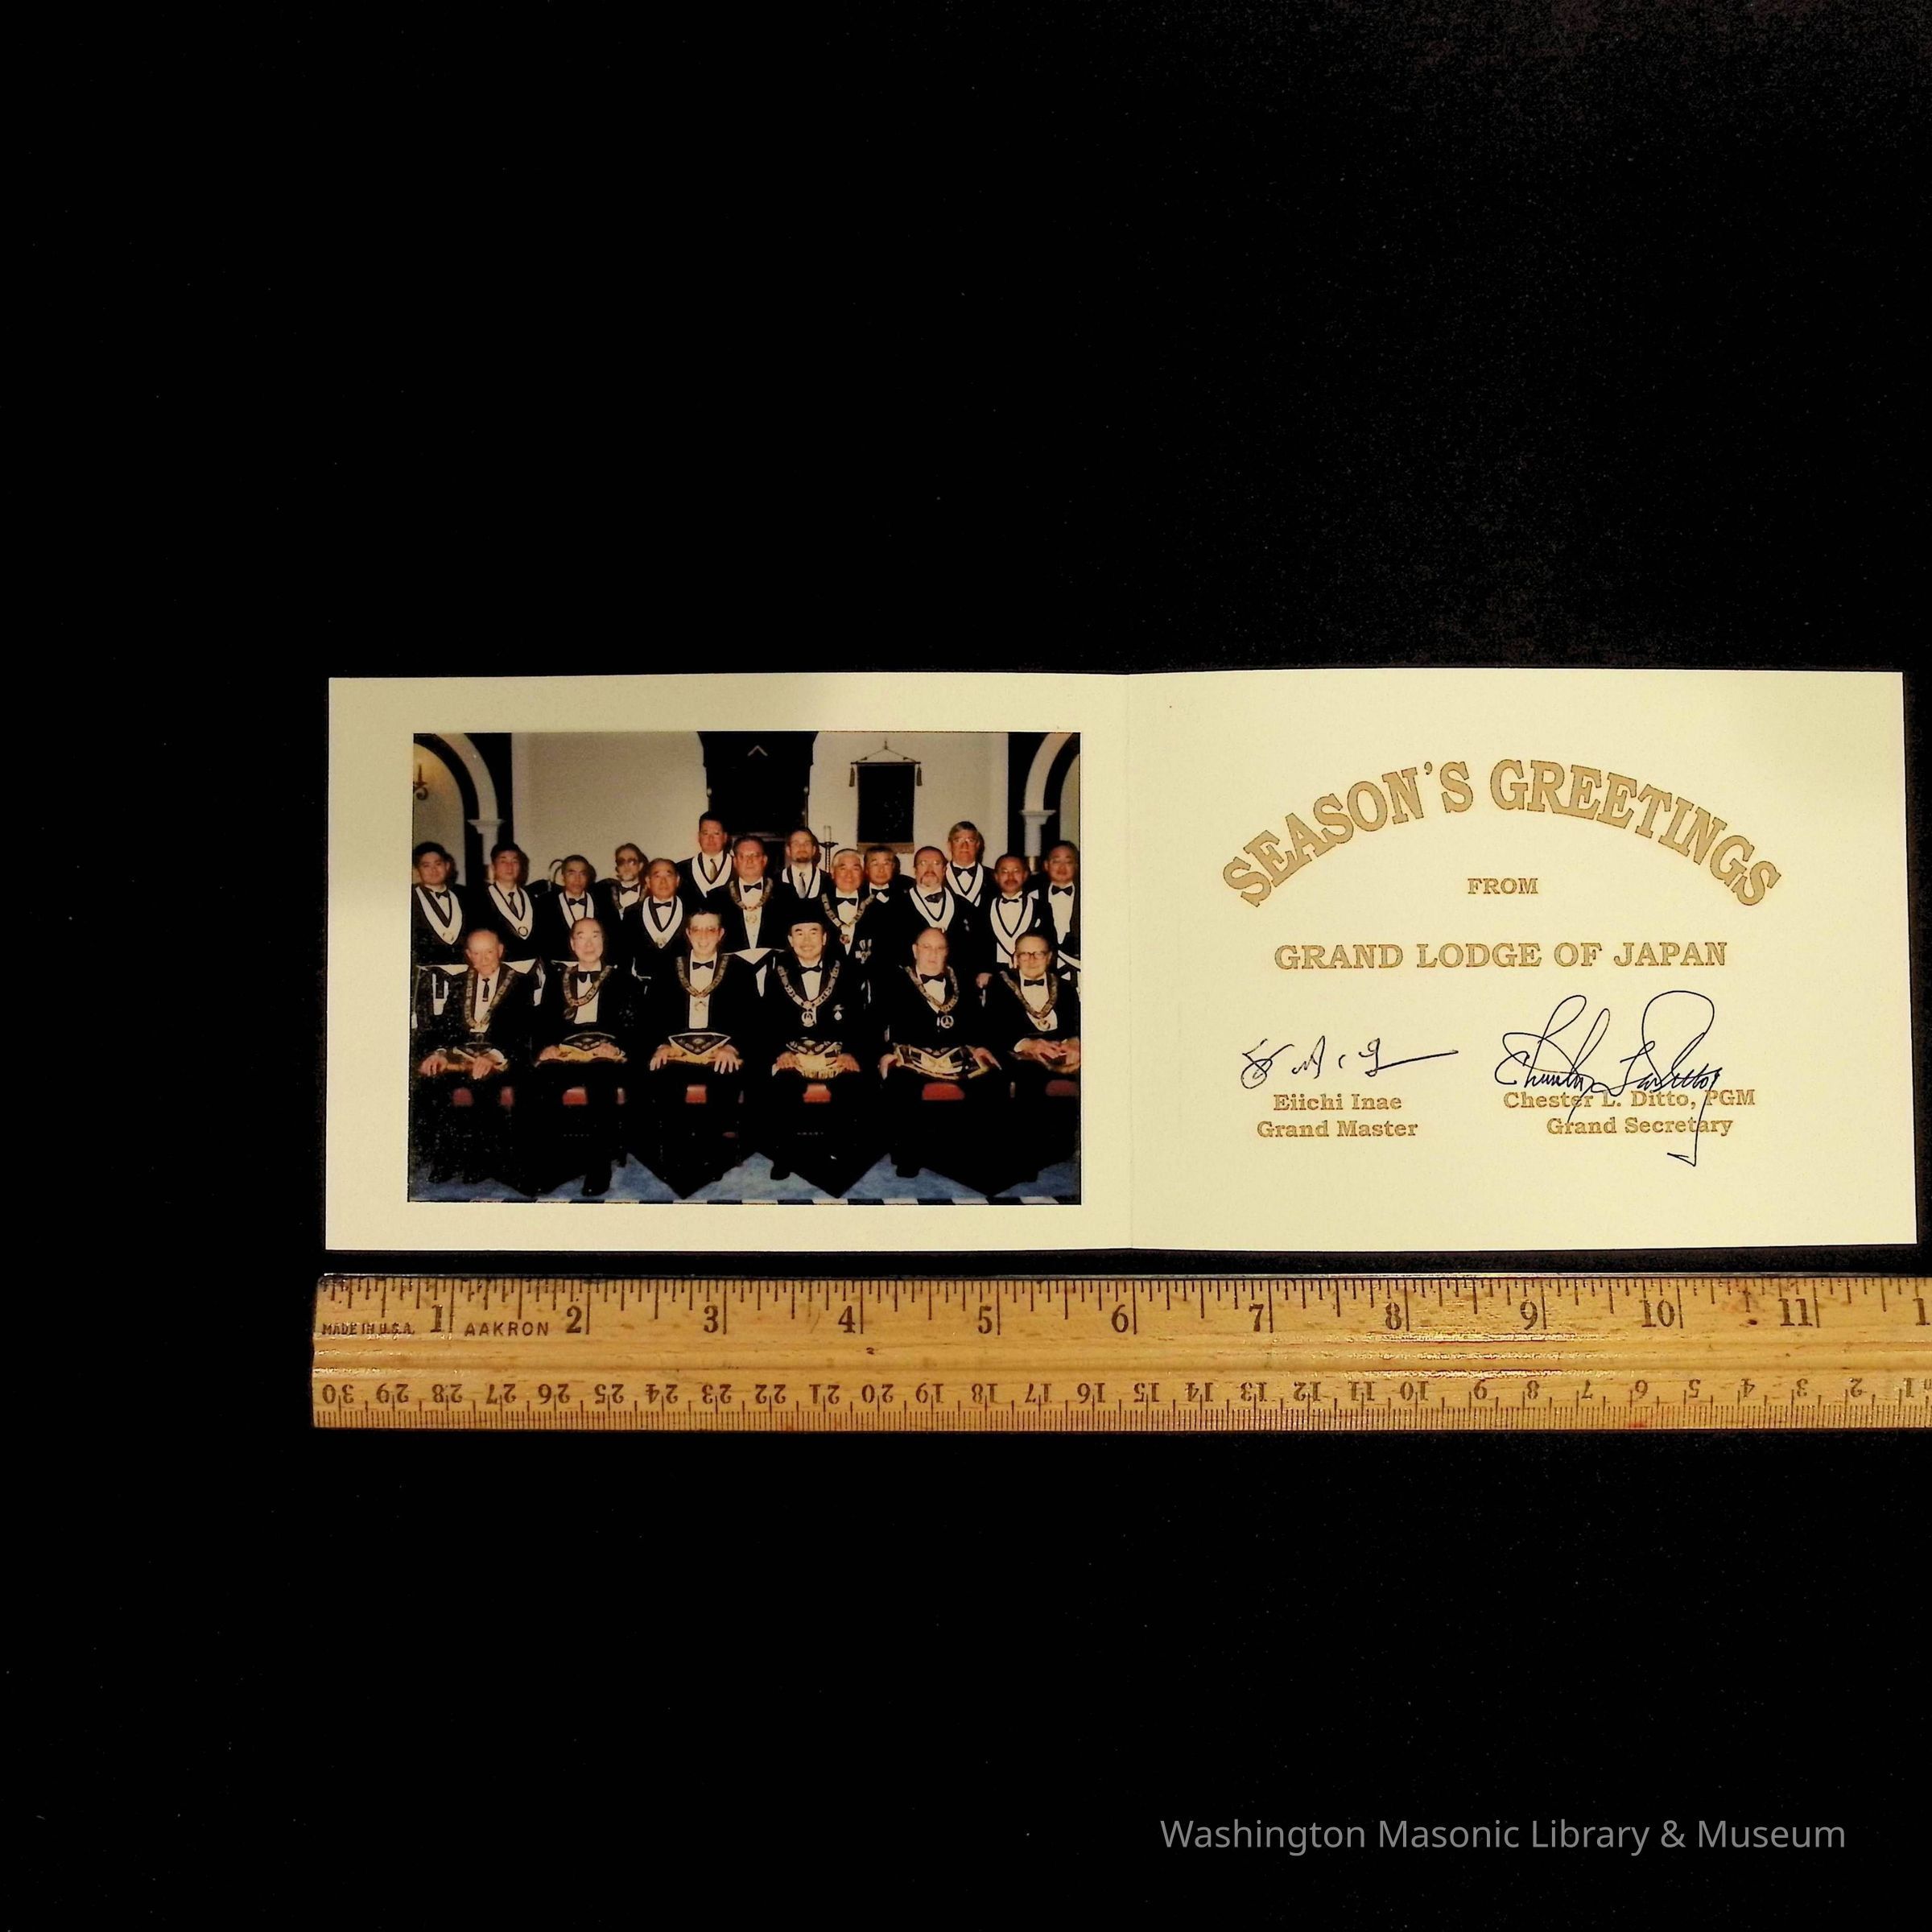 SEASON'S GREETINGS
FROM
GRAND LODGE OF JAPAN
Eiichi Inae
Grand Master
Chester L. Ditto, PGM
Grand Secretary
1 2 3 4 5 6 7 8 9 10 11 1
MADE IN U.S.A. AAKRON
30 29 28 27 26 25 24 23 22 21 20 19 18 17 16 15 14 13 12 11 10 9 8 7 6 5 4 3 2 1
Washington Masonic Library & Museum